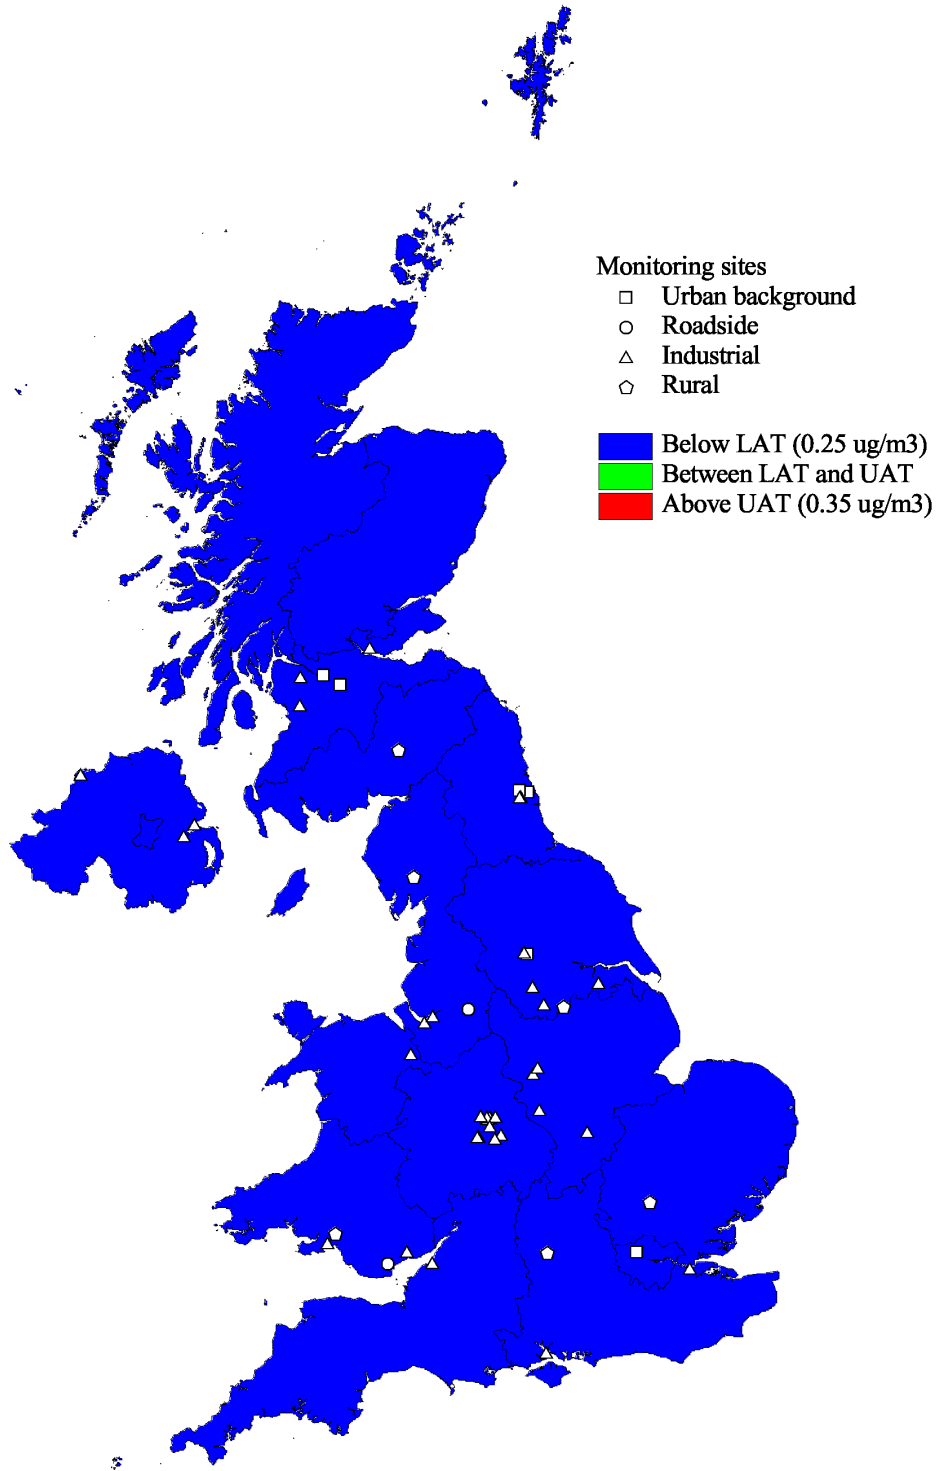 Monitoring sites
Urban background
Roadside
Industrial
Rural
Below LAT (0.25 ug/m3)
Between LAT and UAT
Above UAT (0.35 ug/m3)